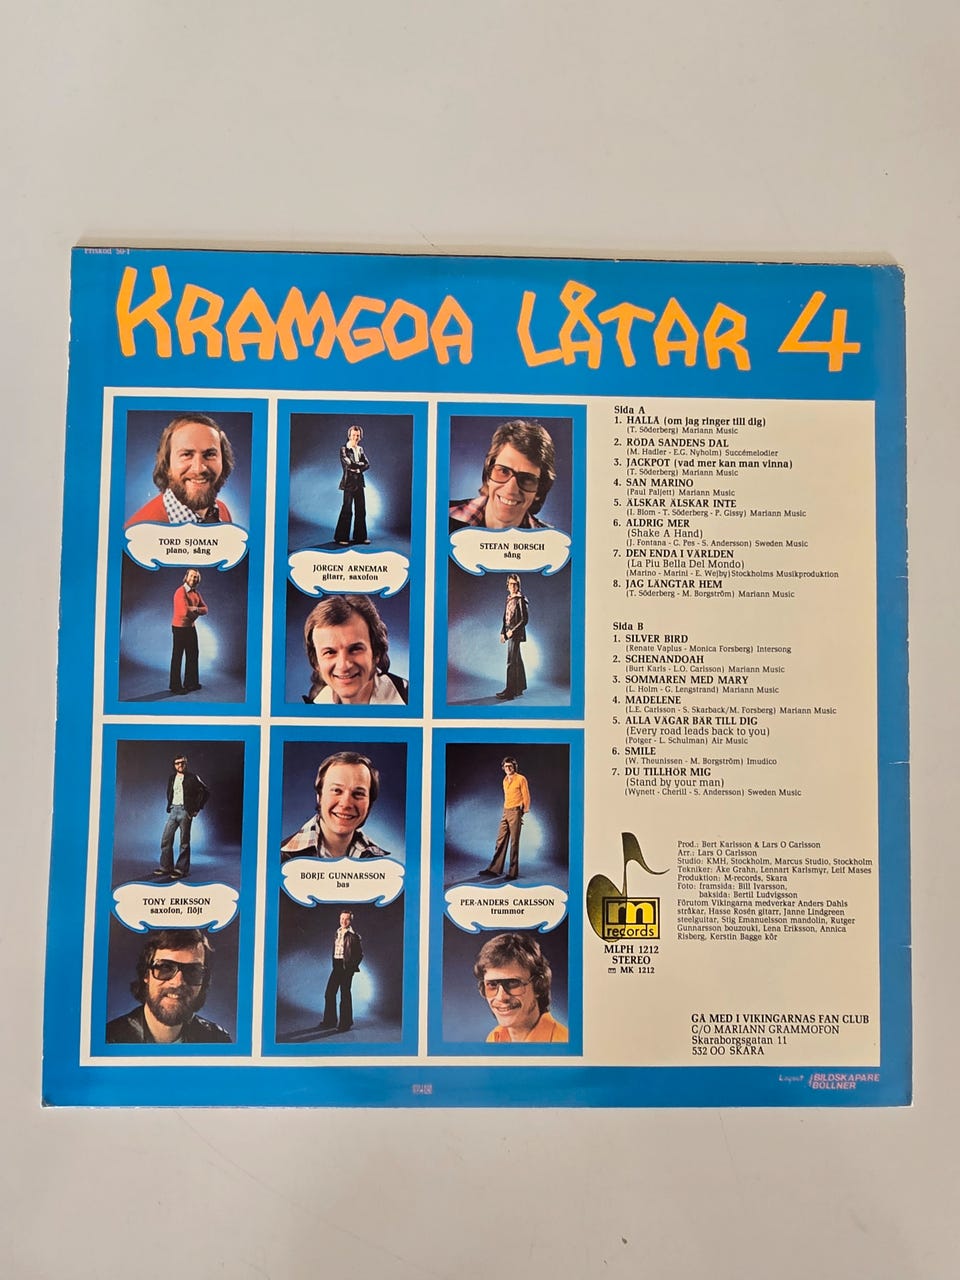 Priskod 50-1
KRAMGOA LÅTAR 4
TORD SJÖMAN
piano, sång
JÖRGEN ARNEMAR
gitarr, saxofon
STEFAN BORSCH
sång
TONY ERIKSSON
saxofon, flöjt
BÖRJE GUNNARSSON
bas
PER-ANDERS CARLSSON
trummor
Sida A
1. HALLÅ (om jag ringer till dig)
(T. Söderberg) Mariann Music
2. RÖDA SANDENS DAL
(M. Hadler - E.G. Nyholm) Succémelodier
3. JACKPOT (vad mer kan man vinna)
(T. Söderberg) Mariann Music
4. SAN MARINO
(Paul Paljett) Mariann Music
5. ÄLSKAR ÄLSKAR INTE
(I. Blom - T. Söderberg - P. Gissy) Mariann Music
6. ALDRIG MER
(Shake A Hand)
(J. Fontana - C. Pes - S. Andersson) Sweden Music
7. DEN ENDA I VÄRLDEN
(La Piu Bella Del Mondo)
(Marino - Marini - E. Wejby) Stockholms Musikproduktion
8. JAG LÄNGTAR HEM
(T. Söderberg - M. Borgström) Mariann Music
Sida B
1. SILVER BIRD
(Renate Vaplus - Monica Forsberg) Intersong
2. SCHENANDOAH
(Burt Karls - L.O. Carlsson) Mariann Music
3. SOMMAREN MED MARY
(L. Holm - G. Lengstrand) Mariann Music
4. MADELENE
(L.E. Carlsson - S. Skarback/M. Forsberg) Mariann Music
5. ALLA VÄGAR BÄR TILL DIG
(Every road leads back to you)
(Potger - L. Schulman) Air Music
6. SMILE
(W. Theunissen - M. Borgström) Imudico
7. DU TILLHÖR MIG
(Stand by your man)
(Wynett - Cherill - S. Andersson) Sweden Music
m
records
MLPH 1212
STEREO
m MK 1212
Prod.: Bert Karlsson & Lars O Carlsson
Arr.: Lars O Carlsson
Studio: KMH, Stockholm, Marcus Studio, Stockholm
Tekniker: Åke Grahn, Lennart Karlsmyr, Leif Mases
Produktion: M-records, Skara
Foto: framsida: Bill Ivarsson,
baksida: Bertil Ludvigsson
Förutom Vikingarna medverkar Anders Dahls
stråkar, Hasse Rosén gitarr, Janne Lindgreen
steelguitar, Stig Emanuelsson mandolin, Rutger
Gunnarsson bouzouki, Lena Eriksson, Annica
Risberg, Kerstin Bagge kör
GÅ MED I VIKINGARNAS FAN CLUB
C/O MARIANN GRAMMOFON
Skaraborgsgatan 11
532 00 SKARA
Layout BILDSKAPARE
BÖLLNER